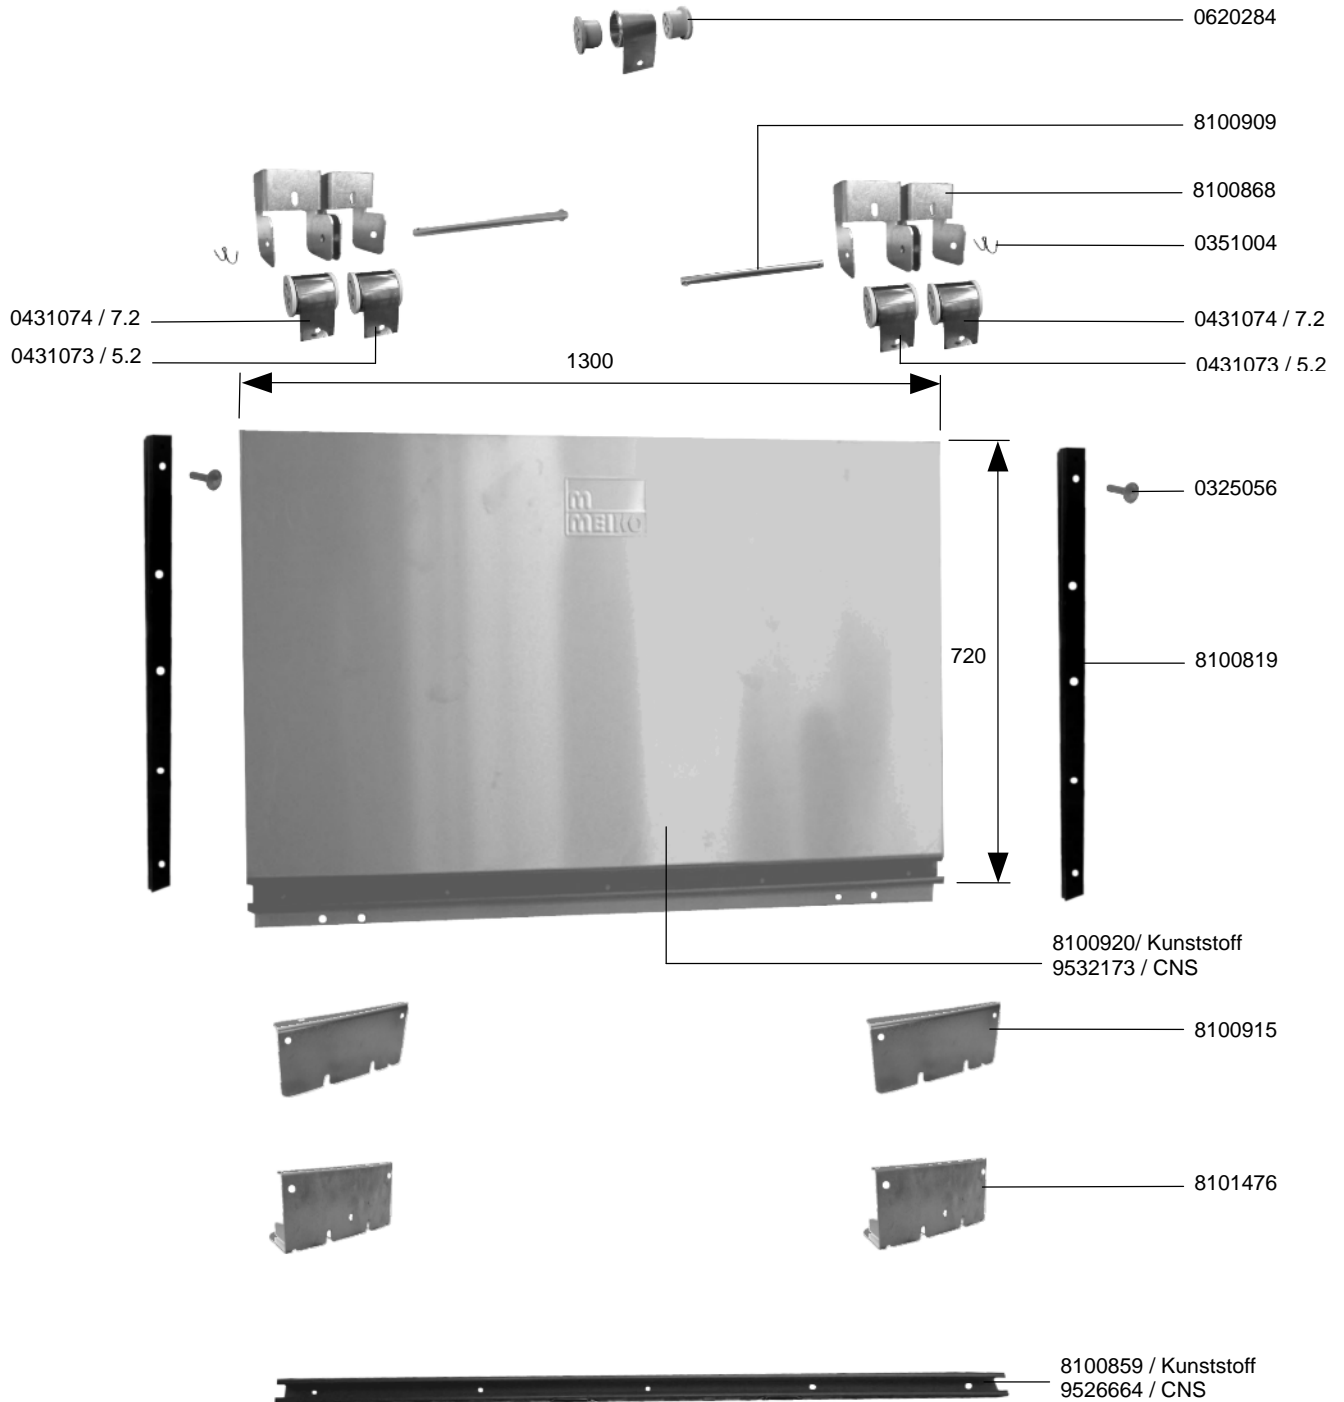 0620284
8100909
8100868
0351004
0431074 / 7.2
0431074 / 7.2
0431073 / 5.2
0431073 / 5.2
1300
m
MEIKO
0325056
720
8100819
8100920/ Kunststoff
9532173 / CNS
8100915
8101476
8100859 / Kunststoff
9526664 / CNS